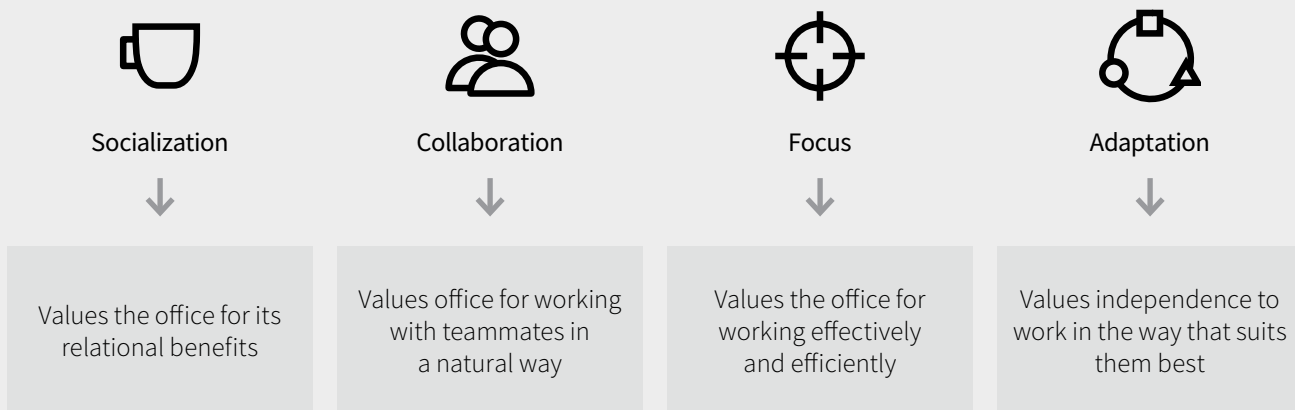 Socialization
Collaboration
Focus
Adaptation
Values the office for its
relational benefits
Values office for working
with teammates in
a natural way
Values the office for
working effectively
and efficiently
Values independence to
work in the way that suits
them best